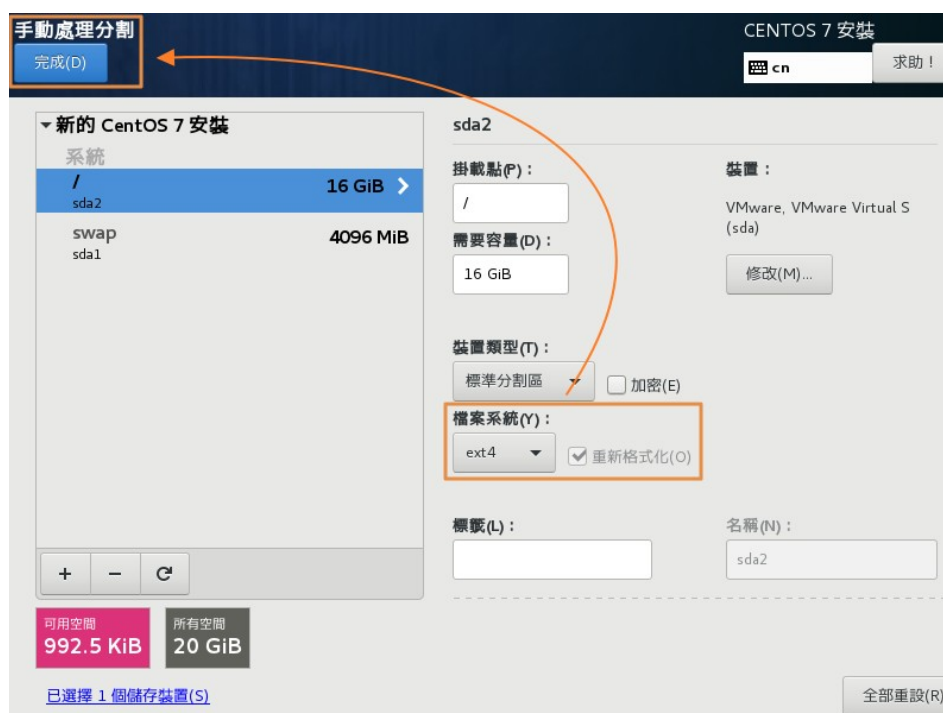 手動處理分割
CENTOS 7 安裝
完成(D)
cn
求助！
新的 CentOS 7 安裝
系統
/
16 GiB
sda2
swap
4096 MiB
sda1
sda2
掛載點(P)：
/
需要容量(D)：
16 GiB
裝置：
VMware, VMware Virtual S
(sda)
修改(M)...
裝置類型(T)：
標準分割區
加密(E)
檔案系統(Y)：
ext4
重新格式化(O)
標籤(L)：
名稱(N)：
sda2
+ −
可用空間
992.5 KiB
所有空間
20 GiB
已選擇 1 個儲存裝置(S)
全部重設(R)